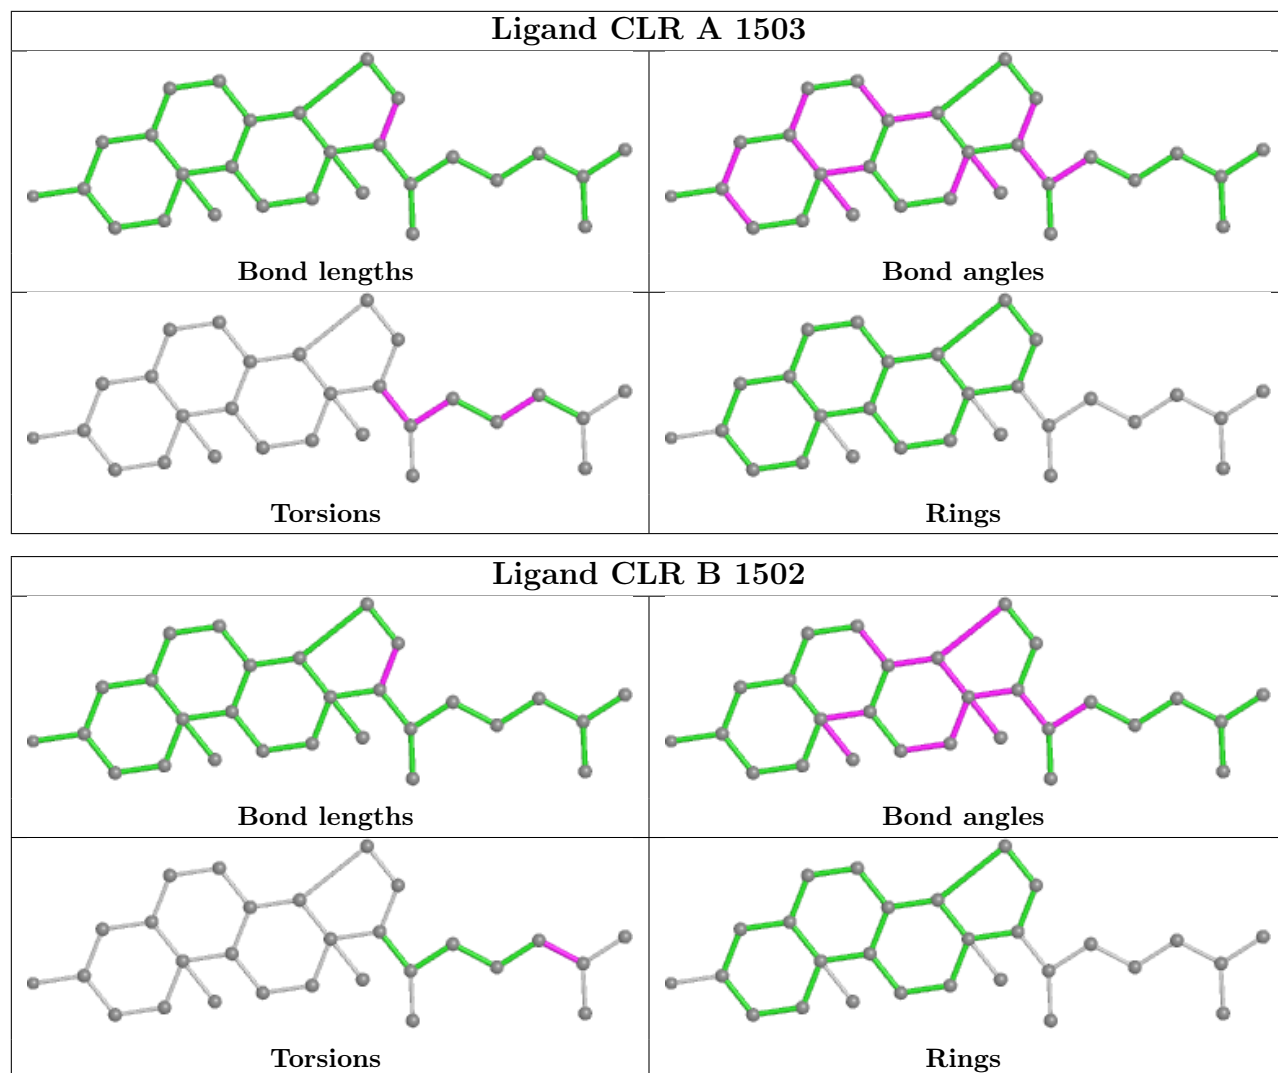 Ligand CLR A 1503
Bond lengths
Bond angles
Torsions
Rings
Ligand CLR B 1502
Bond lengths
Bond angles
Torsions
Rings